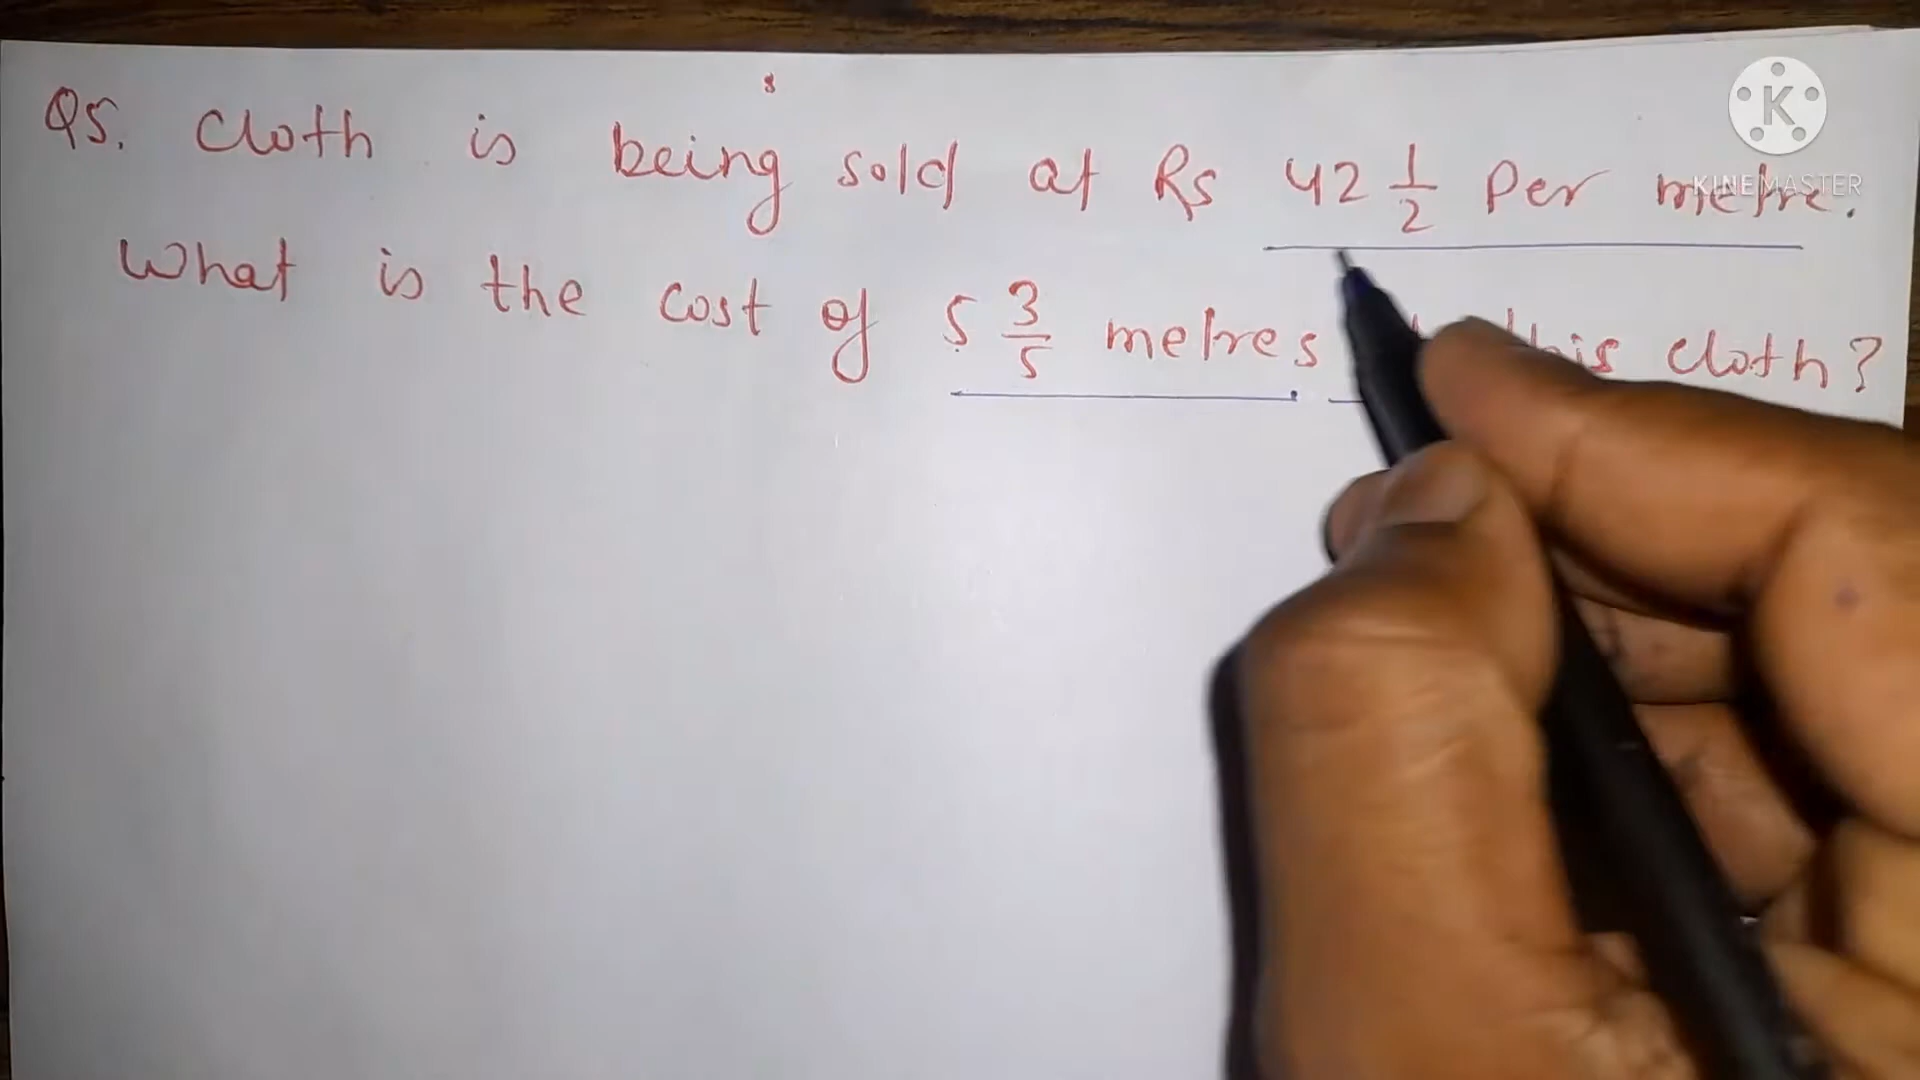 Q5. Cloth is being sold at Rs 42 1/2 Per metre.
What is the cost of 5 3/5 metres this cloth?
K
KINEMASTER